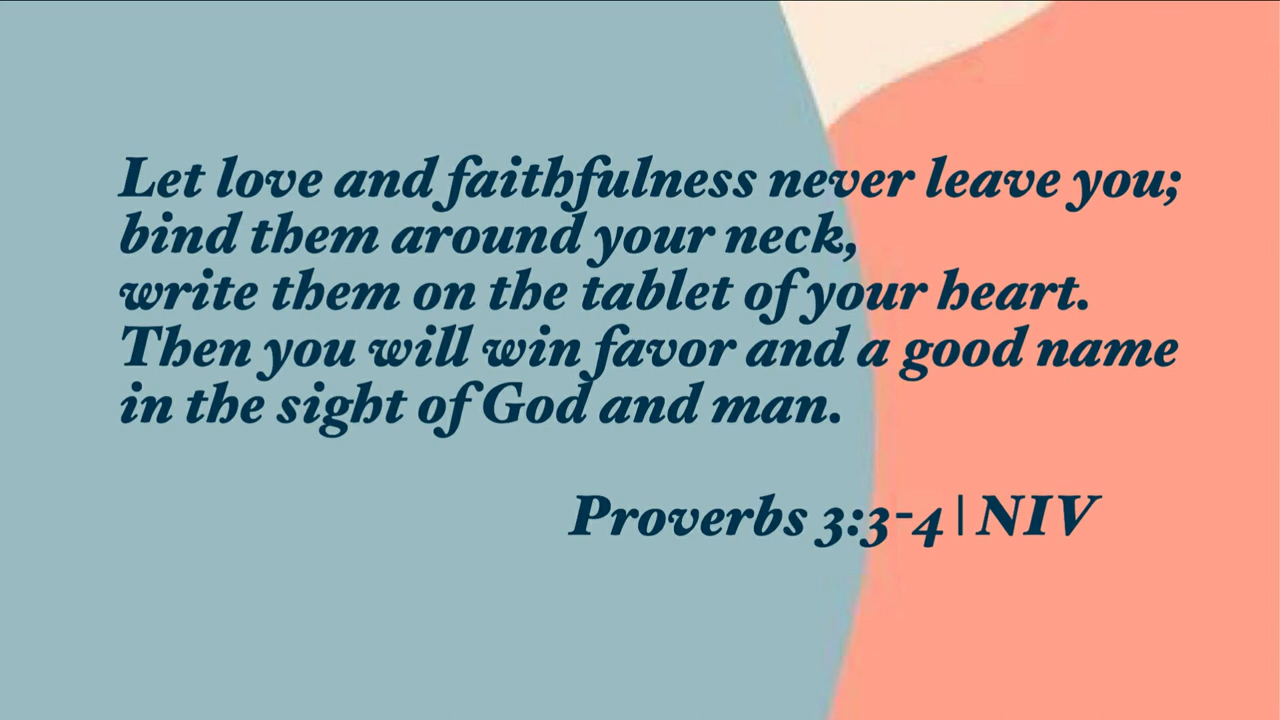 Let love and faithfulness never leave you;
bind them around your neck,
write them on the tablet of your heart.
Then you will win favor and a good name
in the sight of God and man.
Proverbs 3:3-4 | NIV